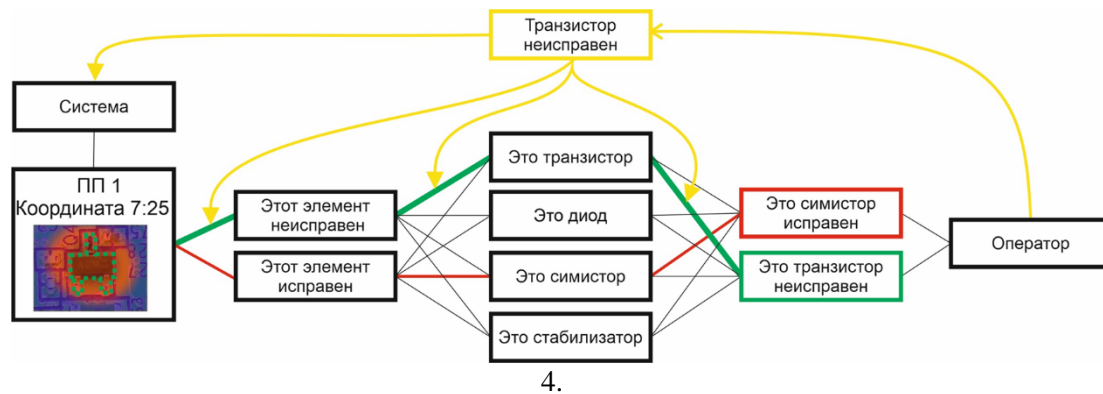 Транзистор
неисправен
Система
ПП 1
Координата 7:25
Этот элемент
неисправен
Этот элемент
исправен
Это транзистор
Это диод
Это симистор
Это стабилизатор
Это симистор
исправен
Это транзистор
неисправен
Оператор
4.